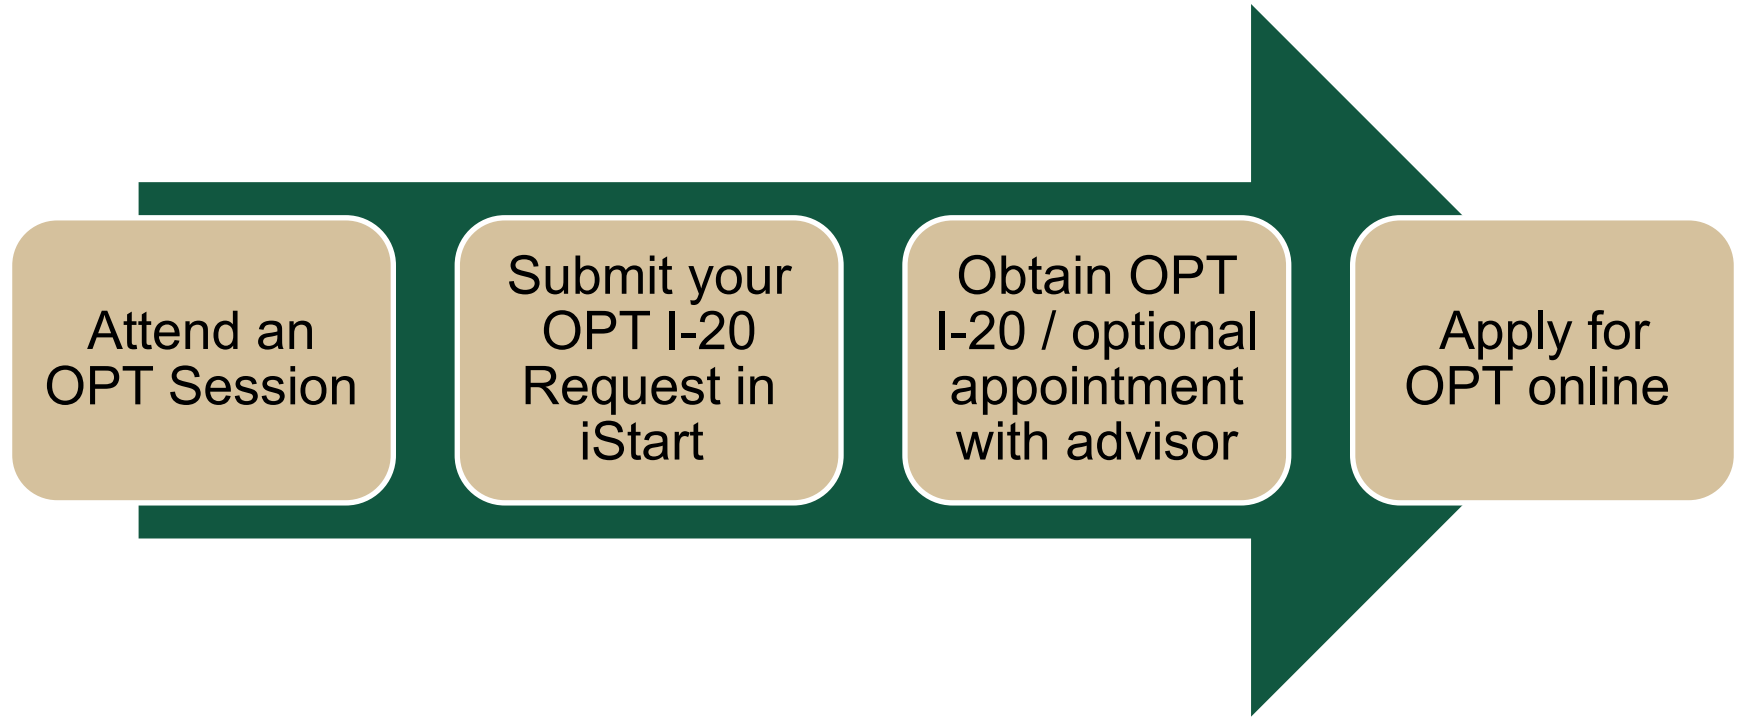 Attend an
OPT Session
Submit your
OPT I-20
Request in
iStart
Obtain OPT
I-20 / optional
appointment
with advisor
Apply for
OPT online